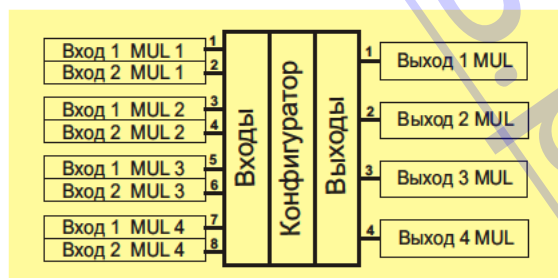 Вход 1 MUL 1 1
Вход 2 MUL 1 2
Вход 1 MUL 2 3
Вход 2 MUL 2 4
Вход 1 MUL 3 5
Вход 2 MUL 3 6
Вход 1 MUL 4 7
Вход 2 MUL 4 8
Входы
Конфигуратор
Выходы
1 Выход 1 MUL
2 Выход 2 MUL
3 Выход 3 MUL
4 Выход 4 MUL